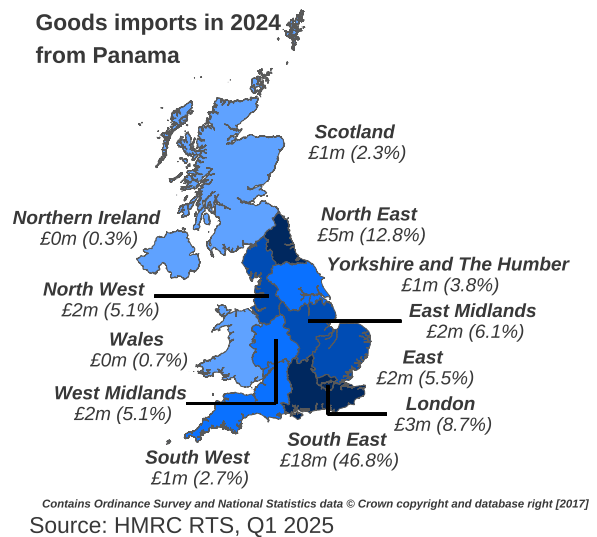 Goods imports in 2024
from Panama
Scotland
£1m (2.3%)
Northern Ireland
£0m (0.3%)
North East
£5m (12.8%)
Yorkshire and The Humber
£1m (3.8%)
North West
£2m (5.1%)
East Midlands
£2m (6.1%)
Wales
£0m (0.7%)
East
£2m (5.5%)
West Midlands
£2m (5.1%)
London
£3m (8.7%)
South East
£18m (46.8%)
South West
£1m (2.7%)
Contains Ordinance Survey and National Statistics data © Crown copyright and database right [2017]
Source: HMRC RTS, Q1 2025